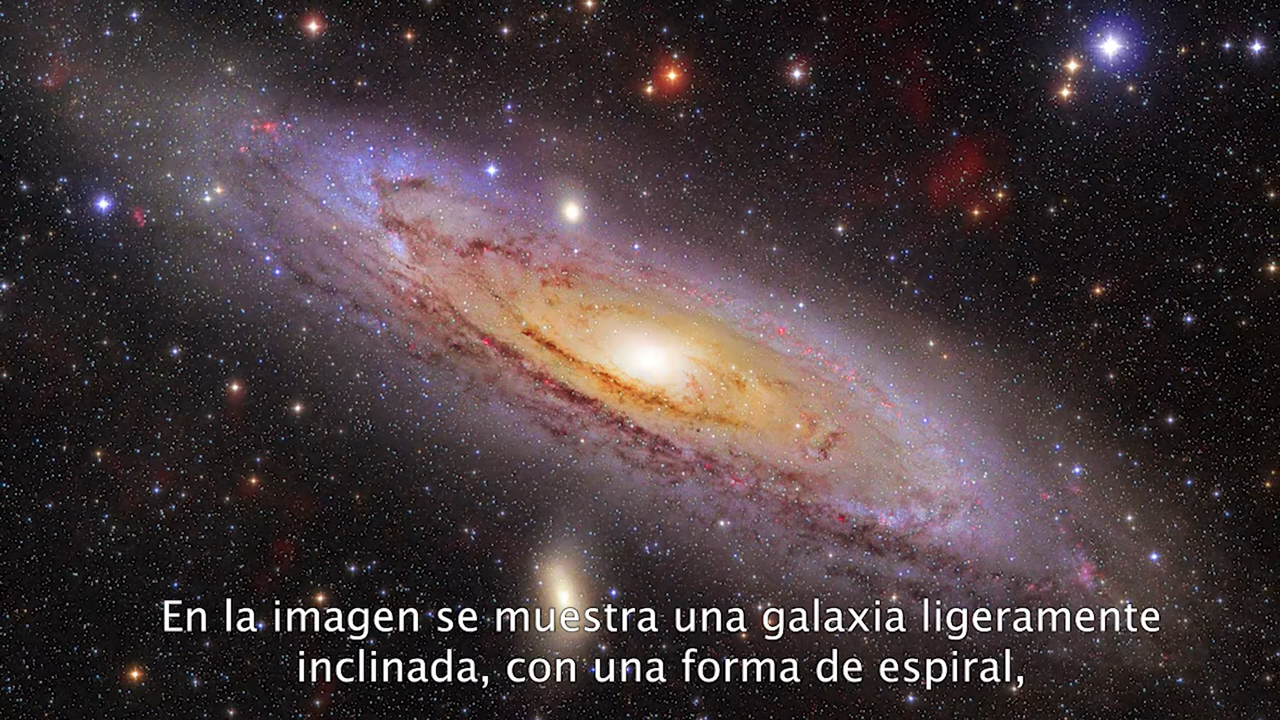 En la imagen se muestra una galaxia ligeramente
inclinada, con una forma de espiral,